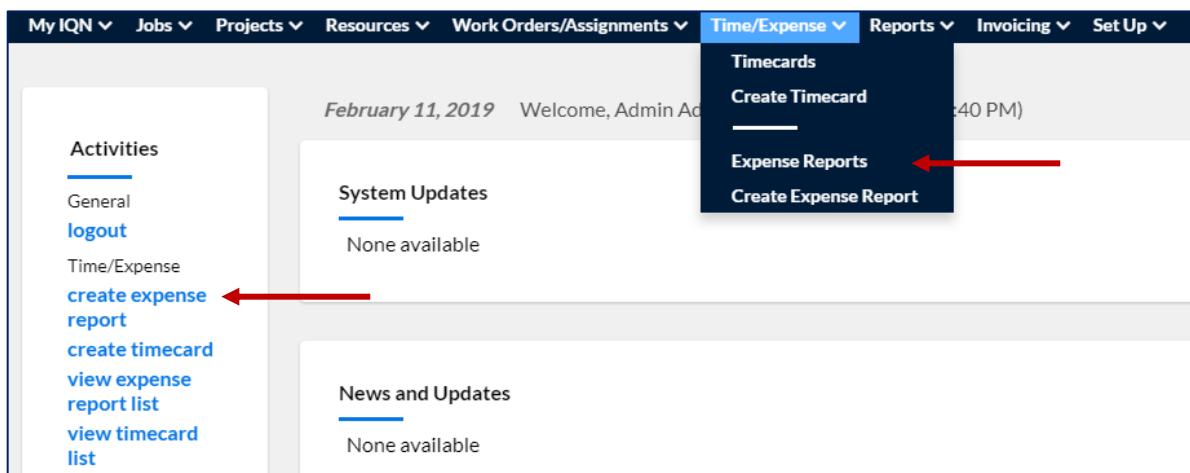 My IQN Jobs Projects Resources Work Orders/Assignments Time/Expense Reports Invoicing Set Up
Timecards
Create Timecard
Expense Reports
Create Expense Report
February 11, 2019 Welcome, Admin Ad :40 PM)
Activities
General
logout
Time/Expense
create expense
report
create timecard
view expense
report list
view timecard
list
System Updates
None available
News and Updates
None available